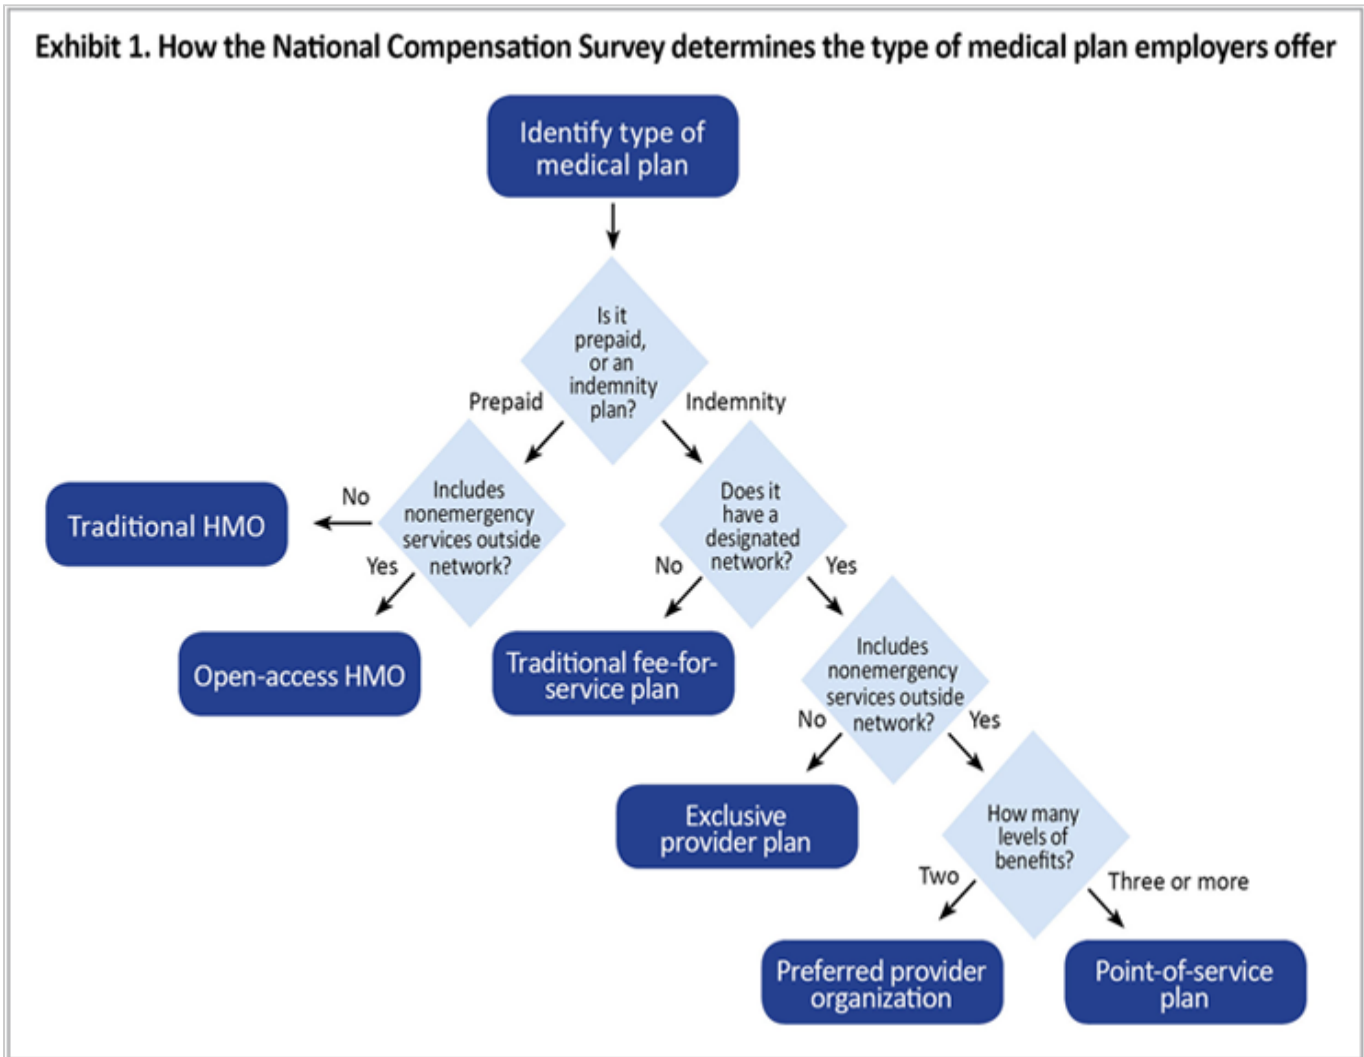 Exhibit 1. How the National Compensation Survey determines the type of medical plan employers offer
Identify type of
medical plan
Is it
prepaid,
or an
indemnity
plan?
Prepaid
Indemnity
Includes
nonemergency
services outside
network?
No
Traditional HMO
Yes
Open-access HMO
Does it
have a
designated
network?
No
Traditional fee-for-
service plan
Yes
Includes
nonemergency
services outside
network?
No
Exclusive
provider plan
Yes
How many
levels of
benefits?
Two
Preferred provider
organization
Three or more
Point-of-service
plan